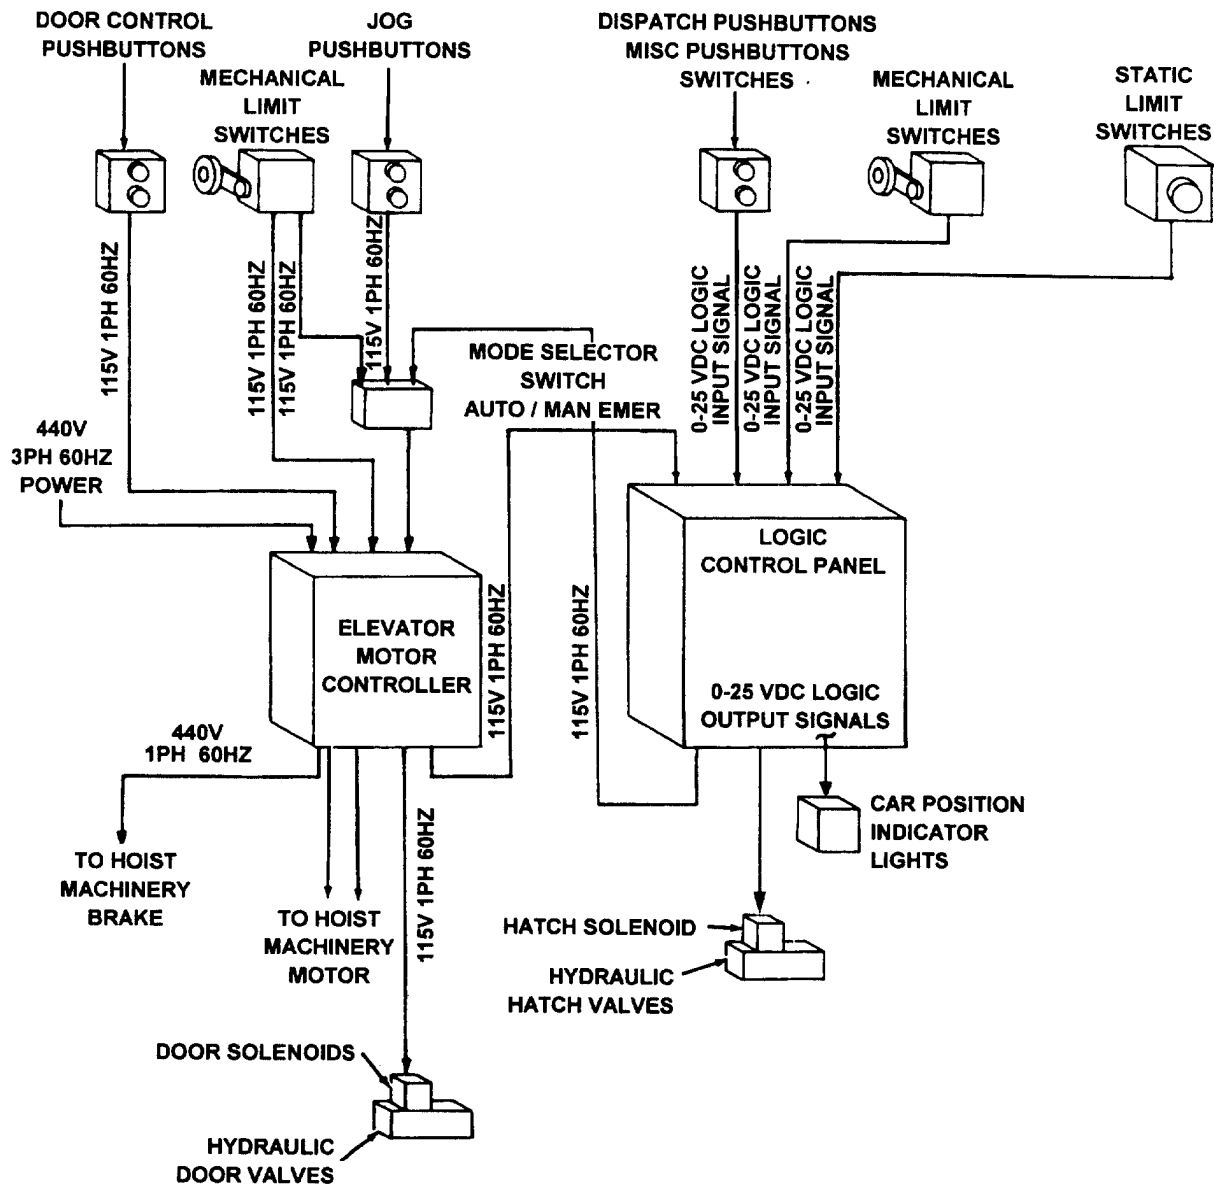 DOOR CONTROL
PUSHBUTTONS
JOG
PUSHBUTTONS
DISPATCH PUSHBUTTONS
MISC PUSHBUTTONS
SWITCHES
MECHANICAL
LIMIT
SWITCHES
MECHANICAL
LIMIT
SWITCHES
STATIC
LIMIT
SWITCHES
115V 1PH 60HZ
115V 1PH 60HZ
115V 1PH 60HZ
115V 1PH 60HZ
0-25 VDC LOGIC
INPUT SIGNAL
0-25 VDC LOGIC
INPUT SIGNAL
0-25 VDC LOGIC
INPUT SIGNAL
MODE SELECTOR
SWITCH
AUTO / MAN EMER
440V
3PH 60HZ
POWER
LOGIC
CONTROL PANEL
ELEVATOR
MOTOR
CONTROLLER
115V 1PH 60HZ
115V 1PH 60HZ
0-25 VDC LOGIC
OUTPUT SIGNALS
440V
1PH 60HZ
CAR POSITION
INDICATOR
LIGHTS
TO HOIST
MACHINERY
BRAKE
TO HOIST
MACHINERY
MOTOR
115V 1PH 60HZ
HATCH SOLENOID
HYDRAULIC
HATCH VALVES
DOOR SOLENOIDS
HYDRAULIC
DOOR VALVES